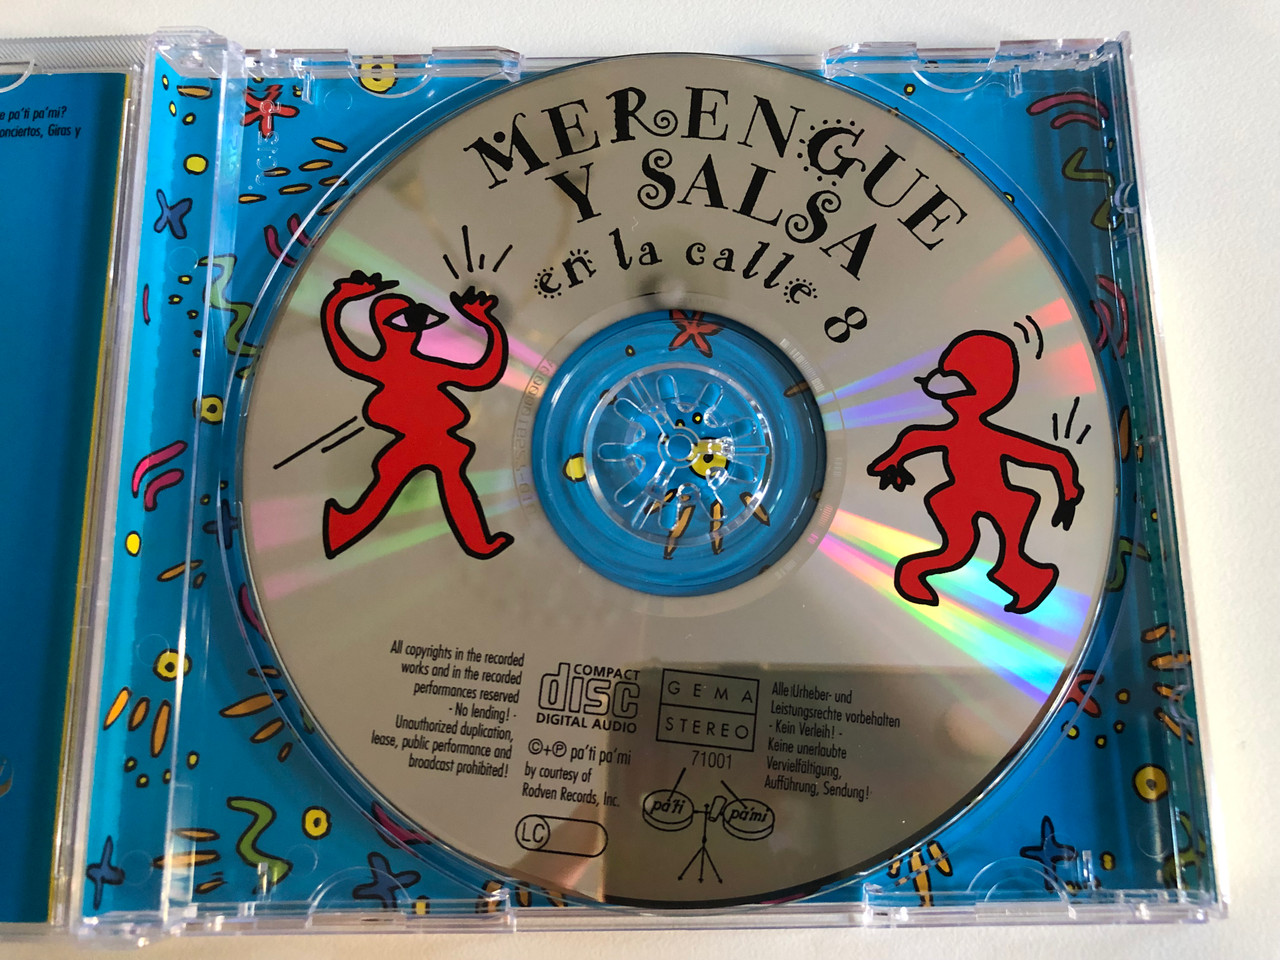 e pa'ti pa'mi?
onciertos, Giras y
MERENGUE
Y SALSA
en la calle 8
All copyrights in the recorded
works and in the recorded
performances reserved
- No lending! -
Unauthorized duplication,
lease, public performance and
broadcast prohibited!
COMPACT
disc
DIGITAL AUDIO
©+℗ pa'ti pa'mi
by courtesy of
Rodven Records, Inc.
LC
GEMA
STEREO
71001
pa'ti pa'mi
Alle Urheber- und
Leistungsrechte vorbehalten
- Kein Verleih! -
Keine unerlaubte
Vervielfältigung,
Aufführung, Sendung!